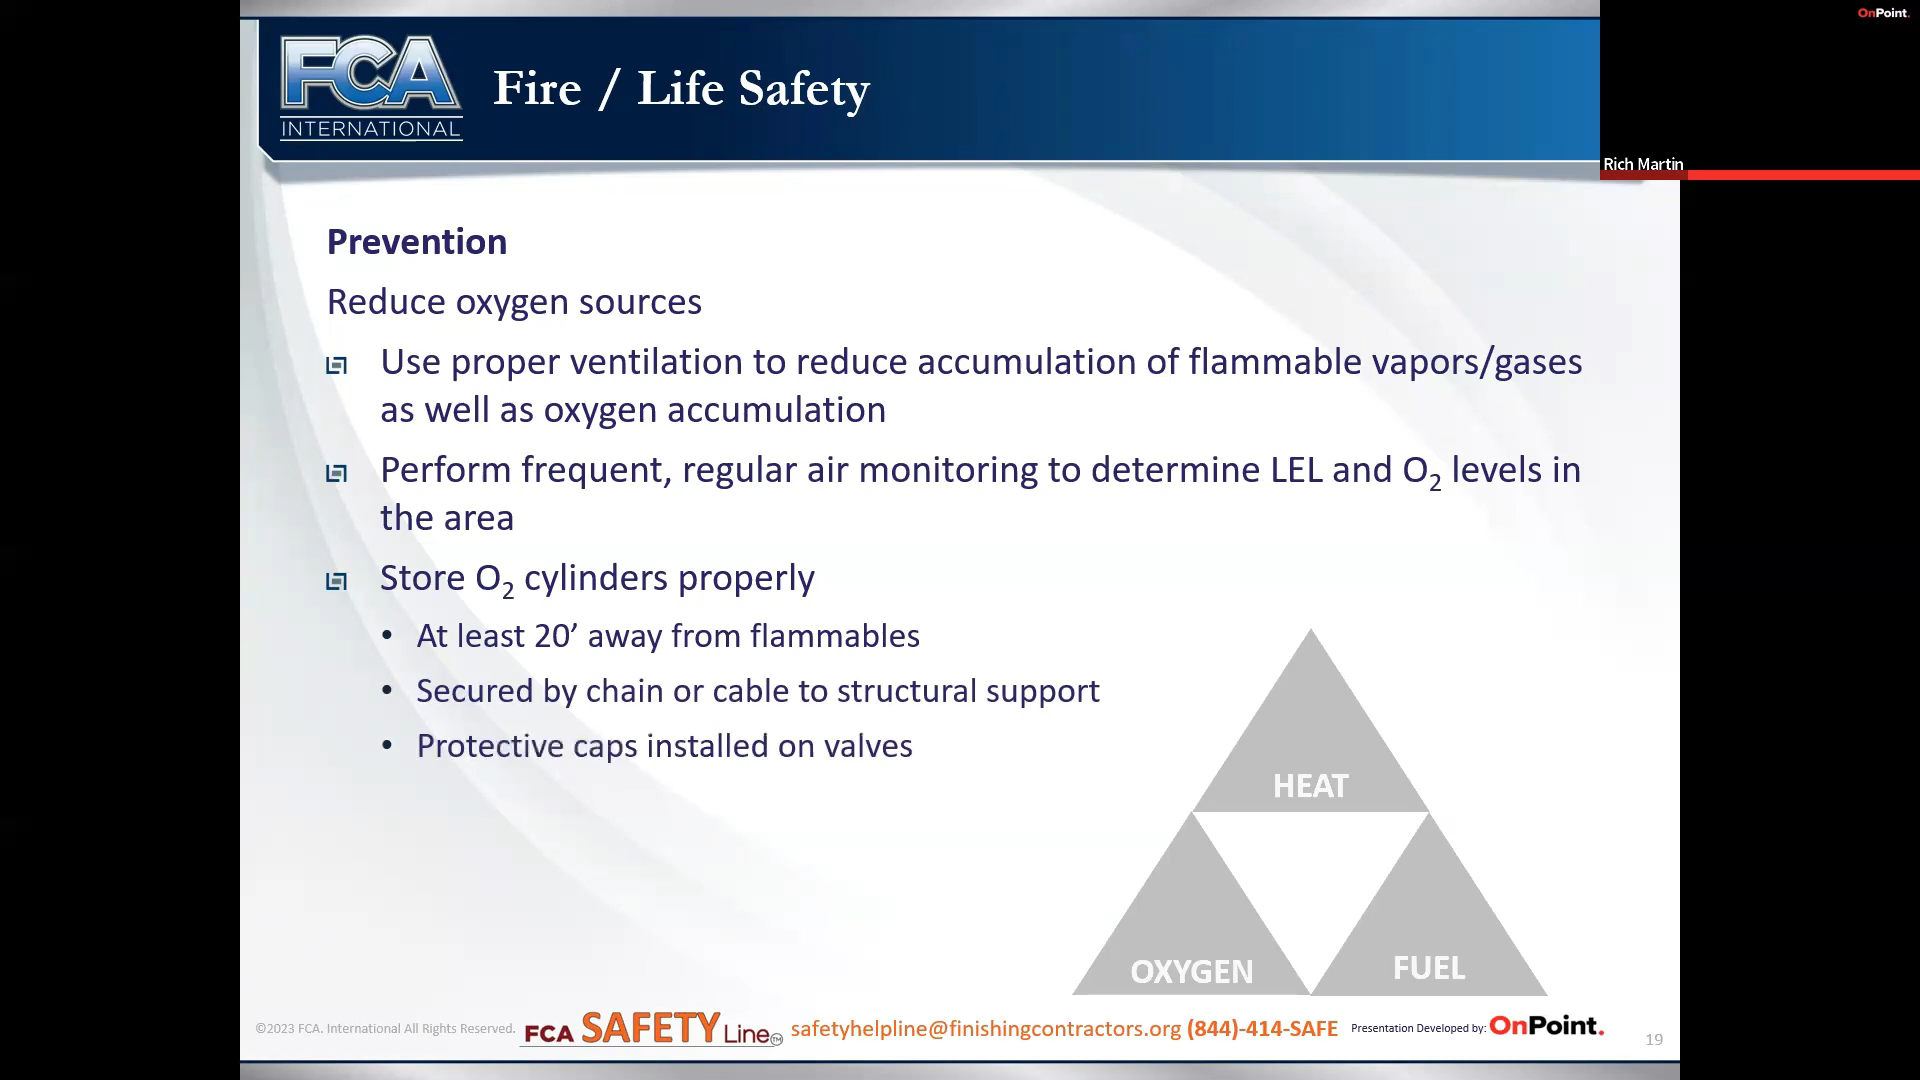 OnPoint.
FCA
INTERNATIONAL
Fire / Life Safety
Rich Martin
Prevention
Reduce oxygen sources
Use proper ventilation to reduce accumulation of flammable vapors/gases
as well as oxygen accumulation
Perform frequent, regular air monitoring to determine LEL and O2 levels in
the area
Store O2 cylinders properly
• At least 20’ away from flammables
• Secured by chain or cable to structural support
• Protective caps installed on valves
HEAT
OXYGEN
FUEL
©2023 FCA. International All Rights Reserved. FCA SAFETY Line TM safetyhelpline@finishingcontractors.org (844)-414-SAFE Presentation Developed by: OnPoint.
19